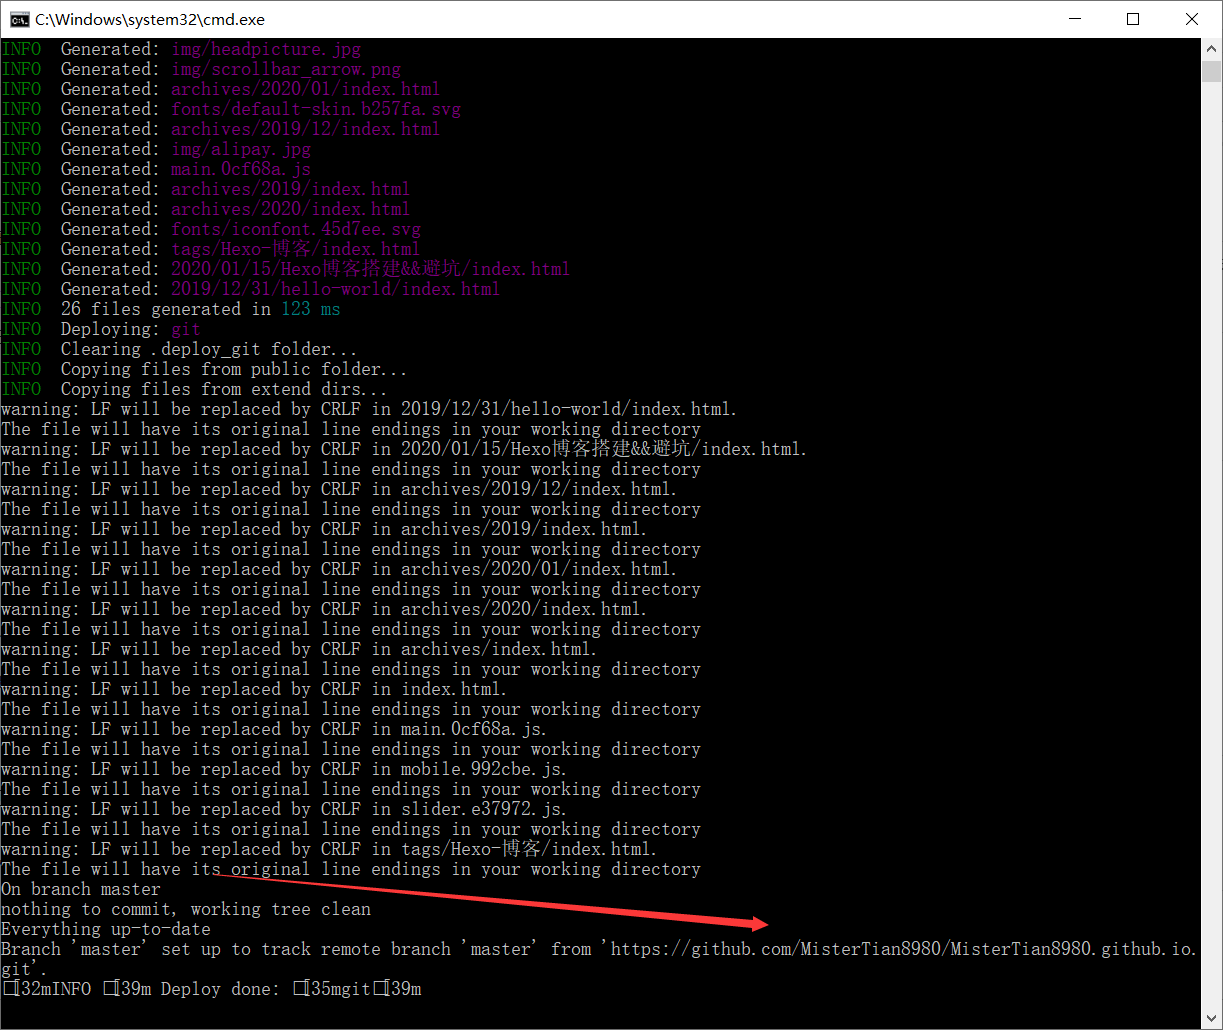 C:\Windows\system32\cmd.exe
INFO  Generated: img/headpicture.jpg
INFO  Generated: img/scrollbar_arrow.png
INFO  Generated: archives/2020/01/index.html
INFO  Generated: fonts/default-skin.b257fa.svg
INFO  Generated: archives/2019/12/index.html
INFO  Generated: img/alipay.jpg
INFO  Generated: main.0cf68a.js
INFO  Generated: archives/2019/index.html
INFO  Generated: archives/2020/index.html
INFO  Generated: fonts/iconfont.45d7ee.svg
INFO  Generated: tags/Hexo-博客/index.html
INFO  Generated: 2020/01/15/Hexo博客搭建&&避坑/index.html
INFO  Generated: 2019/12/31/hello-world/index.html
INFO  26 files generated in 123 ms
INFO  Deploying: git
INFO  Clearing .deploy_git folder...
INFO  Copying files from public folder...
INFO  Copying files from extend dirs...
warning: LF will be replaced by CRLF in 2019/12/31/hello-world/index.html.
The file will have its original line endings in your working directory
warning: LF will be replaced by CRLF in 2020/01/15/Hexo博客搭建&&避坑/index.html.
The file will have its original line endings in your working directory
warning: LF will be replaced by CRLF in archives/2019/12/index.html.
The file will have its original line endings in your working directory
warning: LF will be replaced by CRLF in archives/2019/index.html.
The file will have its original line endings in your working directory
warning: LF will be replaced by CRLF in archives/2020/01/index.html.
The file will have its original line endings in your working directory
warning: LF will be replaced by CRLF in archives/2020/index.html.
The file will have its original line endings in your working directory
warning: LF will be replaced by CRLF in archives/index.html.
The file will have its original line endings in your working directory
warning: LF will be replaced by CRLF in index.html.
The file will have its original line endings in your working directory
warning: LF will be replaced by CRLF in main.0cf68a.js.
The file will have its original line endings in your working directory
warning: LF will be replaced by CRLF in mobile.992cbe.js.
The file will have its original line endings in your working directory
warning: LF will be replaced by CRLF in slider.e37972.js.
The file will have its original line endings in your working directory
warning: LF will be replaced by CRLF in tags/Hexo-博客/index.html.
The file will have its original line endings in your working directory
On branch master
nothing to commit, working tree clean
Everything up-to-date
Branch 'master' set up to track remote branch 'master' from 'https://github.com/MisterTian8980/MisterTian8980.github.io.
git'.
□[32mINFO □[39m Deploy done: □[35mgit□[39m